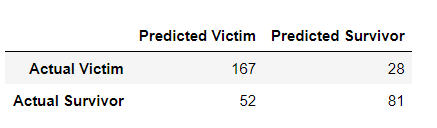 Predicted Victim Predicted Survivor
Actual Victim 167 28
Actual Survivor 52 81